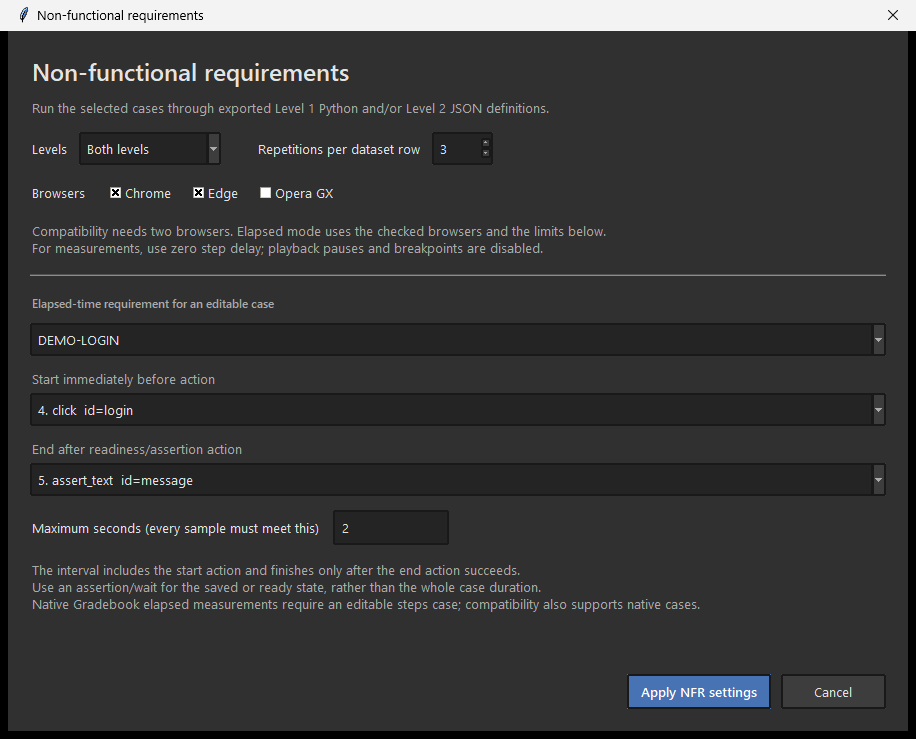 Non-functional requirements
Non-functional requirements
Run the selected cases through exported Level 1 Python and/or Level 2 JSON definitions.
Levels Both levels Repetitions per dataset row 3
Browsers Chrome Edge Opera GX
Compatibility needs two browsers. Elapsed mode uses the checked browsers and the limits below.
For measurements, use zero step delay; playback pauses and breakpoints are disabled.
Elapsed-time requirement for an editable case
DEMO-LOGIN
Start immediately before action
4. click id=login
End after readiness/assertion action
5. assert_text id=message
Maximum seconds (every sample must meet this) 2
The interval includes the start action and finishes only after the end action succeeds.
Use an assertion/wait for the saved or ready state, rather than the whole case duration.
Native Gradebook elapsed measurements require an editable steps case; compatibility also supports native cases.
Apply NFR settings Cancel